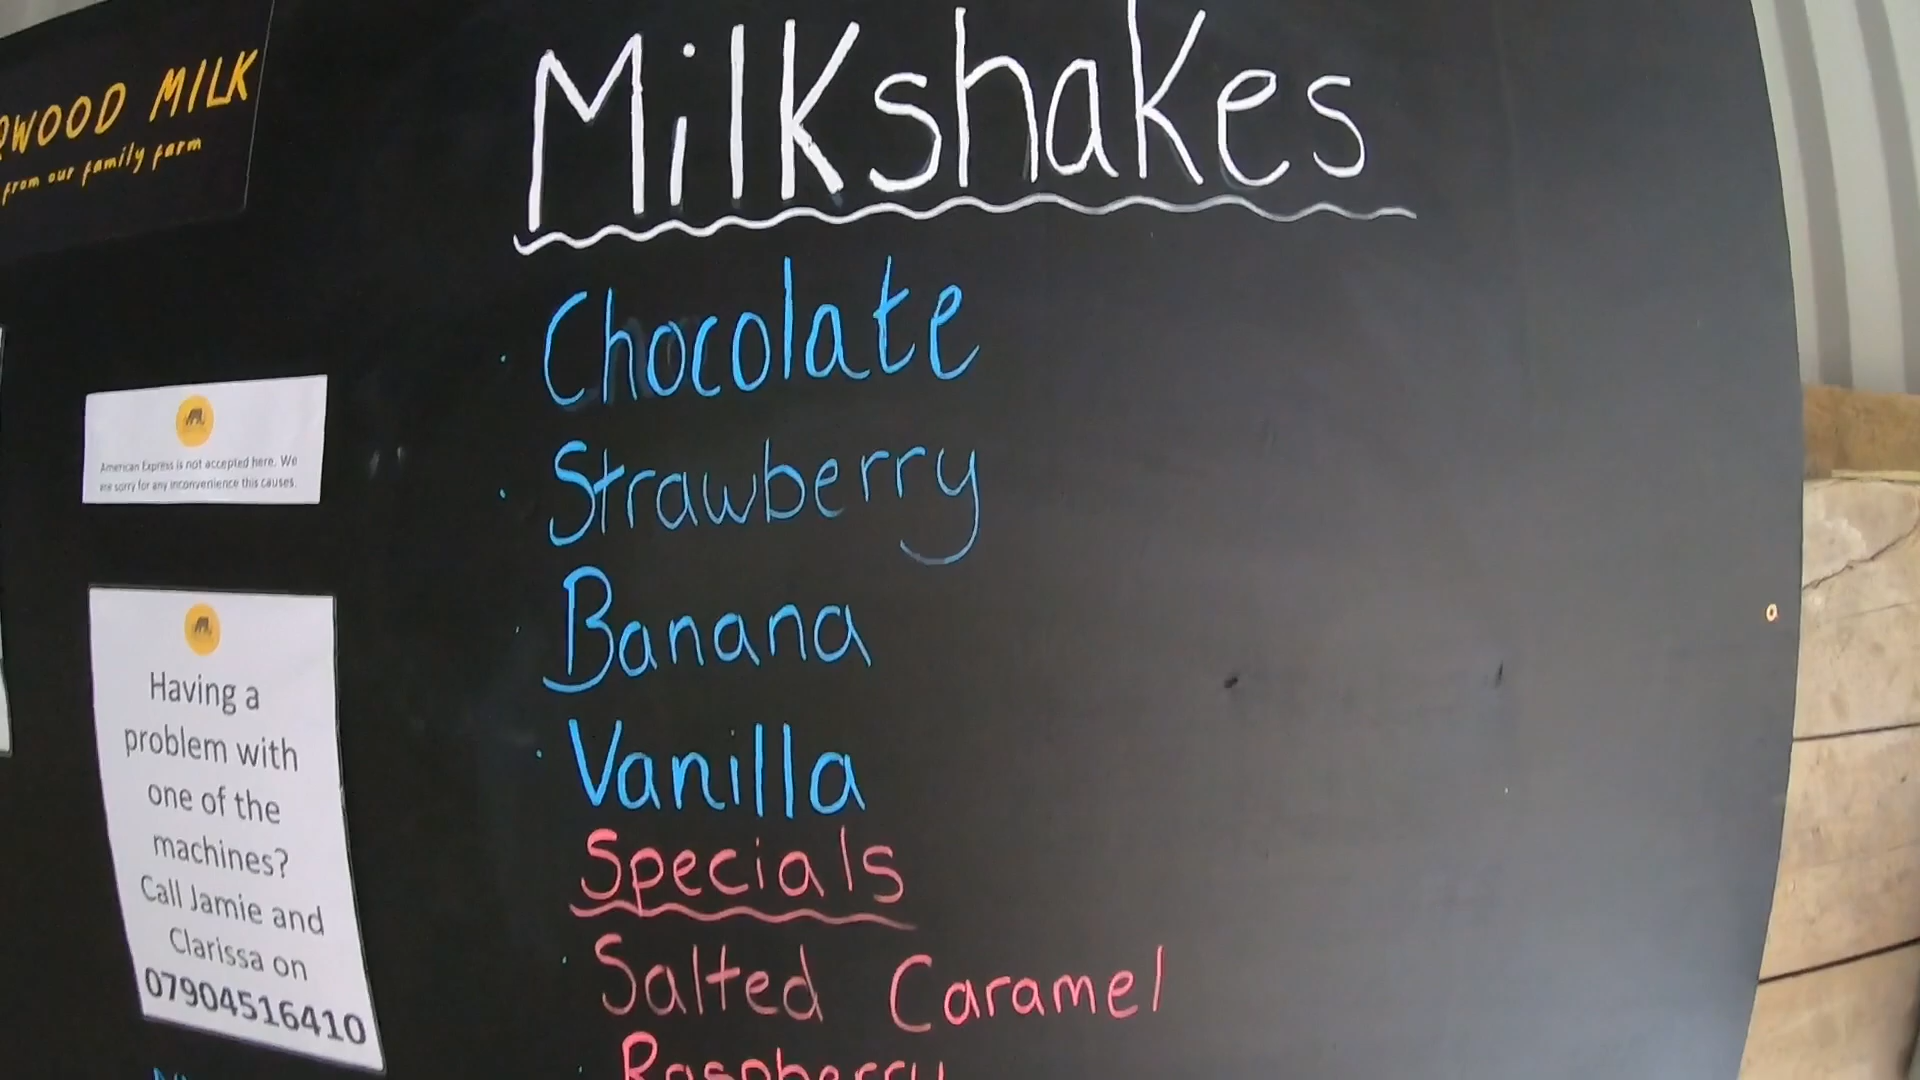 MILK
from our family farm
American Express is not accepted here. We
are sorry for any inconvenience this causes.
Having a
problem with
one of the
machines?
Call Jamie and
Clarissa on
07904516410
Milkshakes
· Chocolate
· Strawberry
· Banana
· Vanilla
Specials
· Salted Caramel
· Raspberry